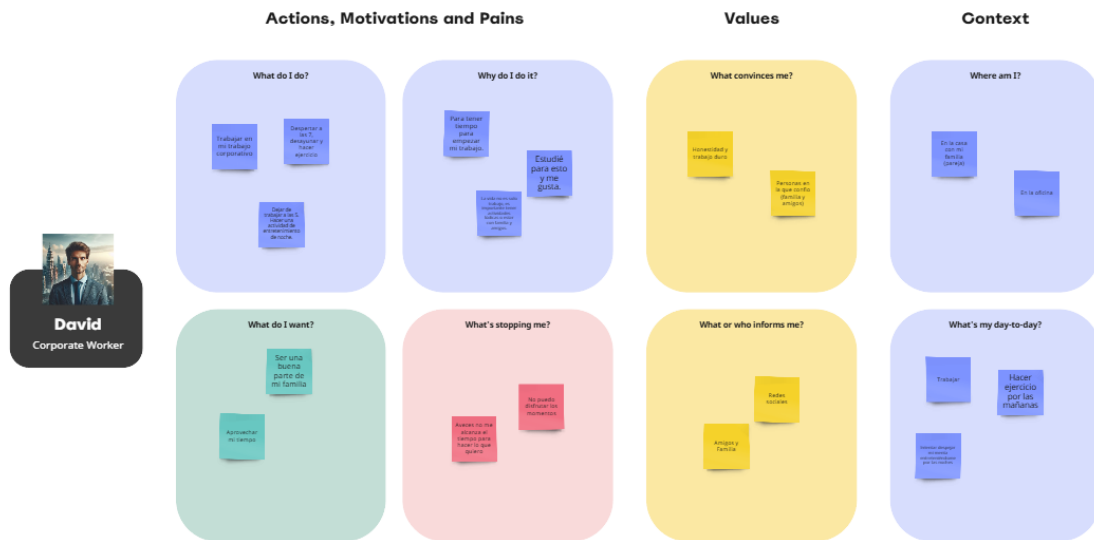 Actions, Motivations and Pains
Values
Context
What do I do?
Trabajar en
mi trabajo
corporativo
Despertar a
las 7,
desayunar y
hacer
ejercicio
Dejar de
trabajar a las 5,
tener una
actividad de
entretenimiento
de noche.
Why do I do it?
Para tener
tiempo
para
empezar
mi trabajo.
Estudié
para esto
y me
gusta.
What convinces me?
Honestidad y
trabajo duro
Personas en
la que confío
(familia y
amigos)
Where am I?
En la casa
con mi
familia
(pareja)
En la oficina
David
Corporate Worker
What do I want?
Ser una
buena
parte de
mi familia
Aprovechar
mi tiempo
What's stopping me?
No puedo
disfrutar los
momentos
A veces no me
alcanza el
tiempo para
hacer lo que
quiero
What or who informs me?
Redes
sociales
Amigos y
Familia
What's my day-to-day?
Trabajar
Hacer
ejercicio
por las
mañanas